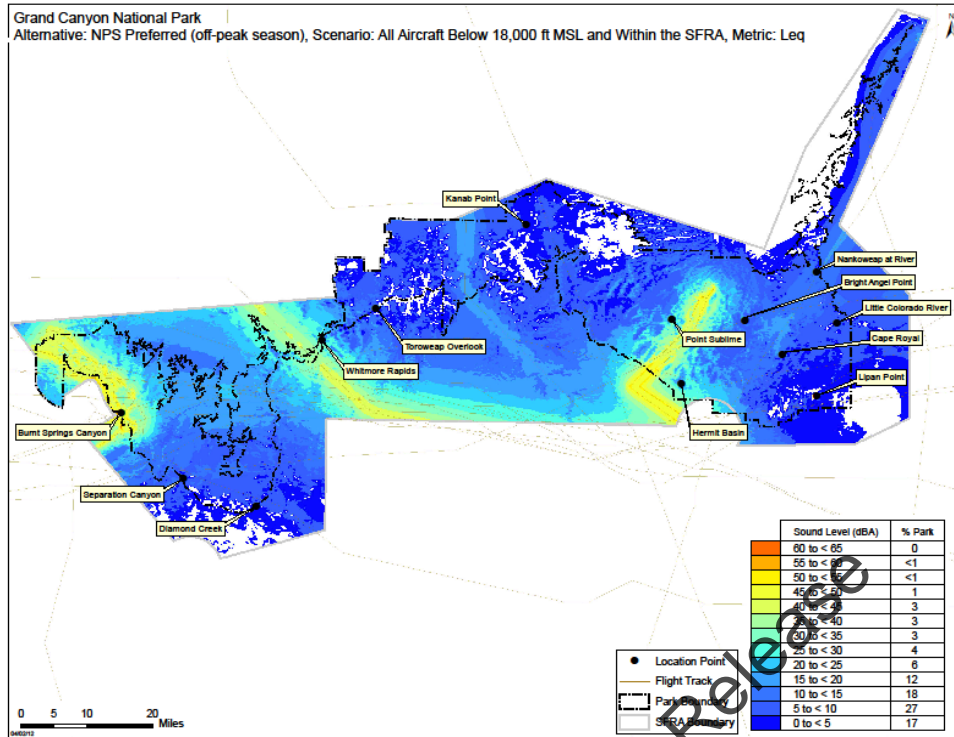 Grand Canyon National Park
Alternative: NPS Preferred (off-peak season), Scenario: All Aircraft Below 18,000 ft MSL and Within the SFRA, Metric: Leq
N
Kanab Point
Nankoweap at River
Bright Angel Point
Little Colorado River
Toroweap Overlook
Point Sublime
Cape Royal
Whitmore Rapids
Lipan Point
Burnt Springs Canyon
Hermit Basin
Separation Canyon
Diamond Creek
Sound Level (dBA) % Park
60 to < 65 0
55 to < 60 <1
50 to < 55 <1
45 to < 50 1
40 to < 45 3
35 to < 40 3
30 to < 35 3
25 to < 30 4
20 to < 25 6
15 to < 20 12
10 to < 15 18
5 to < 10 27
0 to < 5 17
Location Point
Flight Track
Park Boundary
SFRA Boundary
0 5 10 20
Miles
04/02/12
Release